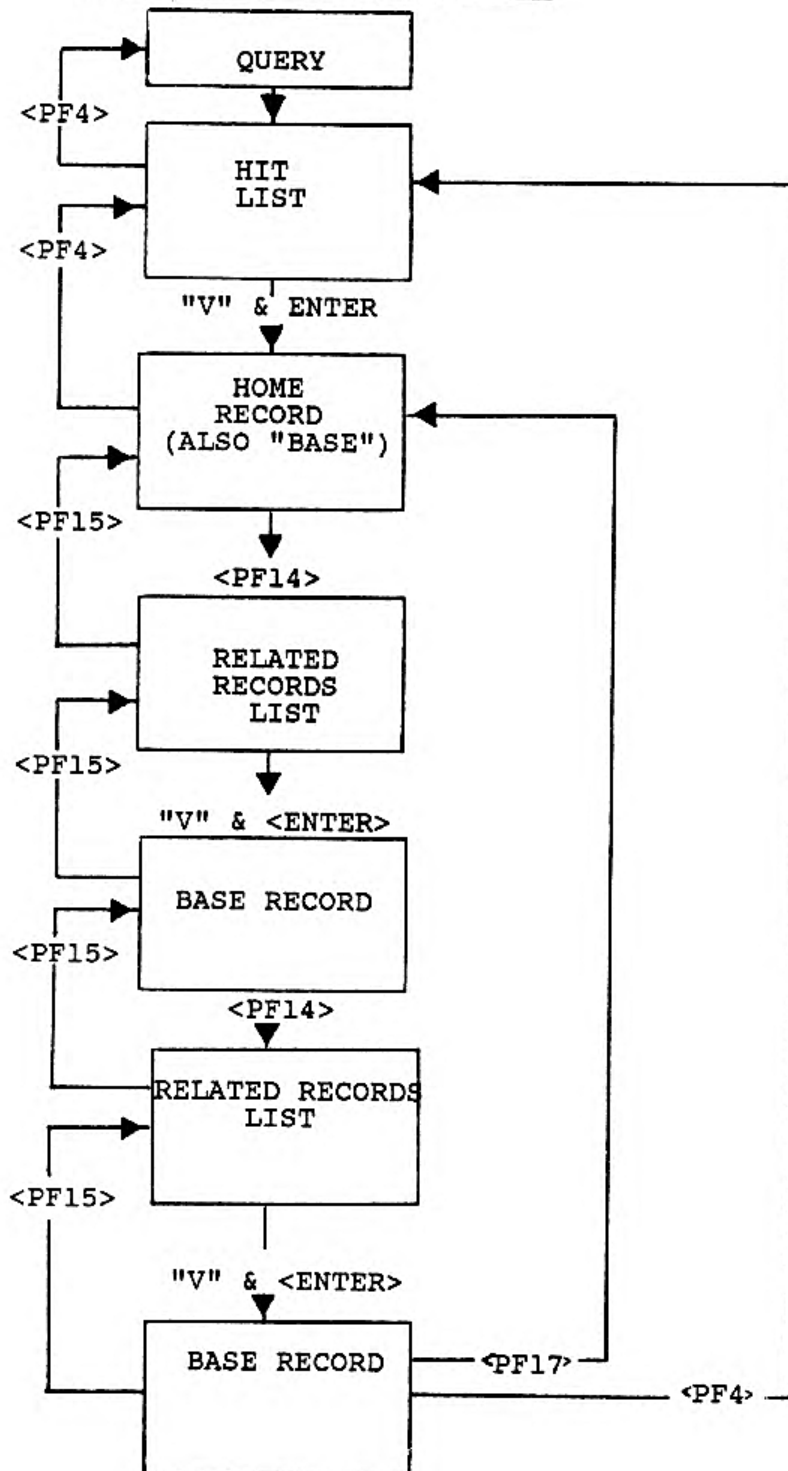 QUERY
<PF4>
HIT
LIST
<PF4>
"V" & ENTER
HOME
RECORD
(ALSO "BASE")
<PF15>
<PF14>
RELATED
RECORDS
LIST
<PF15>
"V" & <ENTER>
BASE RECORD
<PF15>
<PF14>
RELATED RECORDS
LIST
<PF15>
"V" & <ENTER>
BASE RECORD
<PF17>
<PF4>